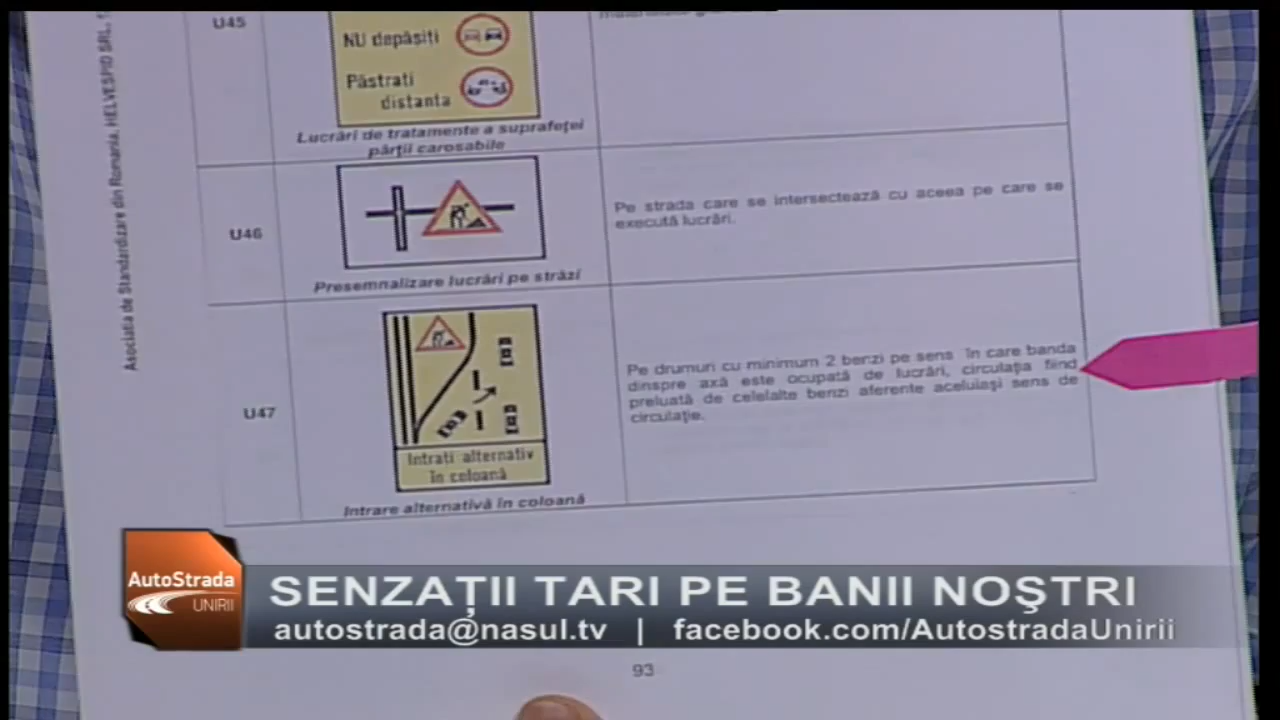 U45
NU depăşiţi
Păstraţi
distanta
Lucrări de tratamente a suprafeţei
părţii carosabile
Asociatia de Standardizare din Romania, HELVESPID SRL,
U46
Presemnalizare lucrări pe străzi
Pe strada care se intersectează cu aceea pe care se
execută lucrări.
U47
Intraţi alternativ
în coloană
Intrare alternativă în coloană
Pe drumuri cu minimum 2 benzi pe sens în care banda
dinspre axă este ocupată de lucrări, circulaţia fiind
preluată de celelalte benzi aferente aceluiaşi sens de
circulaţie.
AutoStrada
UNIRII
SENZAŢII TARI PE BANII NOŞTRI
autostrada@nasul.tv | facebook.com/AutostradaUnirii
93